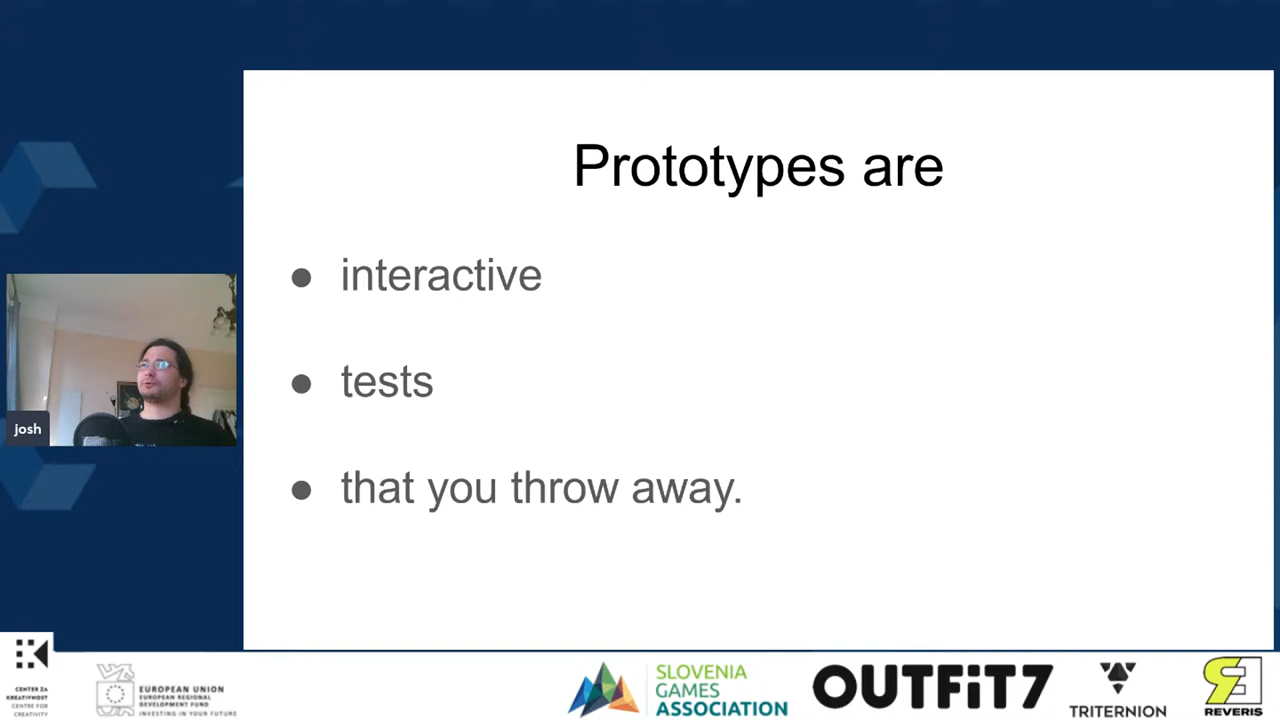 Prototypes are
● interactive
● tests
● that you throw away.
josh
CENTER ZA
KREATIVNOST
CENTRE FOR
CREATIVITY
EUROPEAN UNION
EUROPEAN REGIONAL
DEVELOPMENT FUND
INVESTING IN YOUR FUTURE
SLOVENIA
GAMES
ASSOCIATION
OUTFiT7
TRITERNION
REVERIS